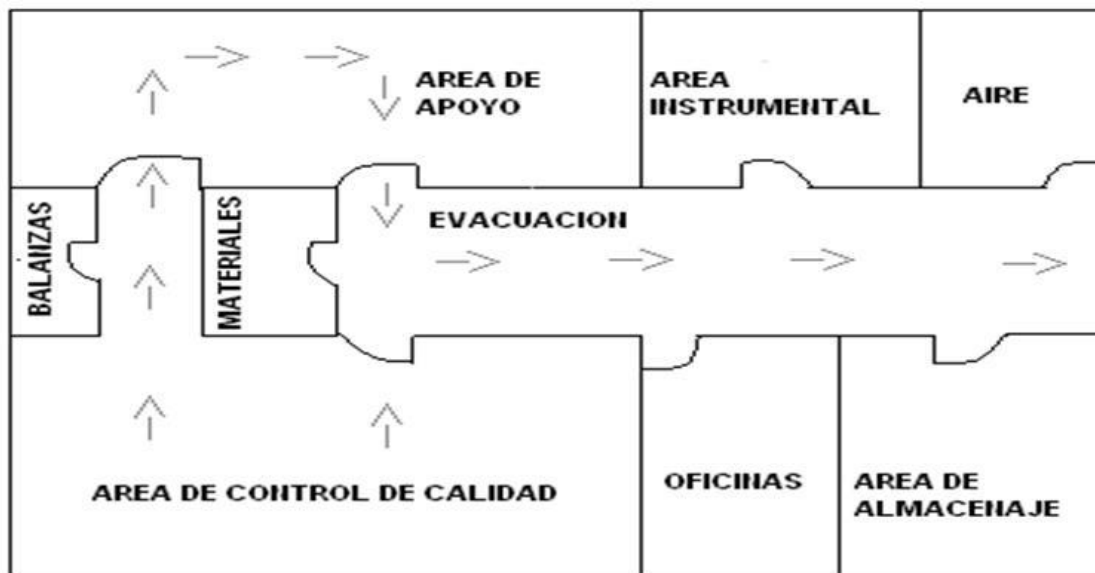 AREA DE
APOYO
AREA
INSTRUMENTAL
AIRE
BALANZAS
MATERIALES
EVACUACION
AREA DE CONTROL DE CALIDAD
OFICINAS
AREA DE
ALMACENAJE